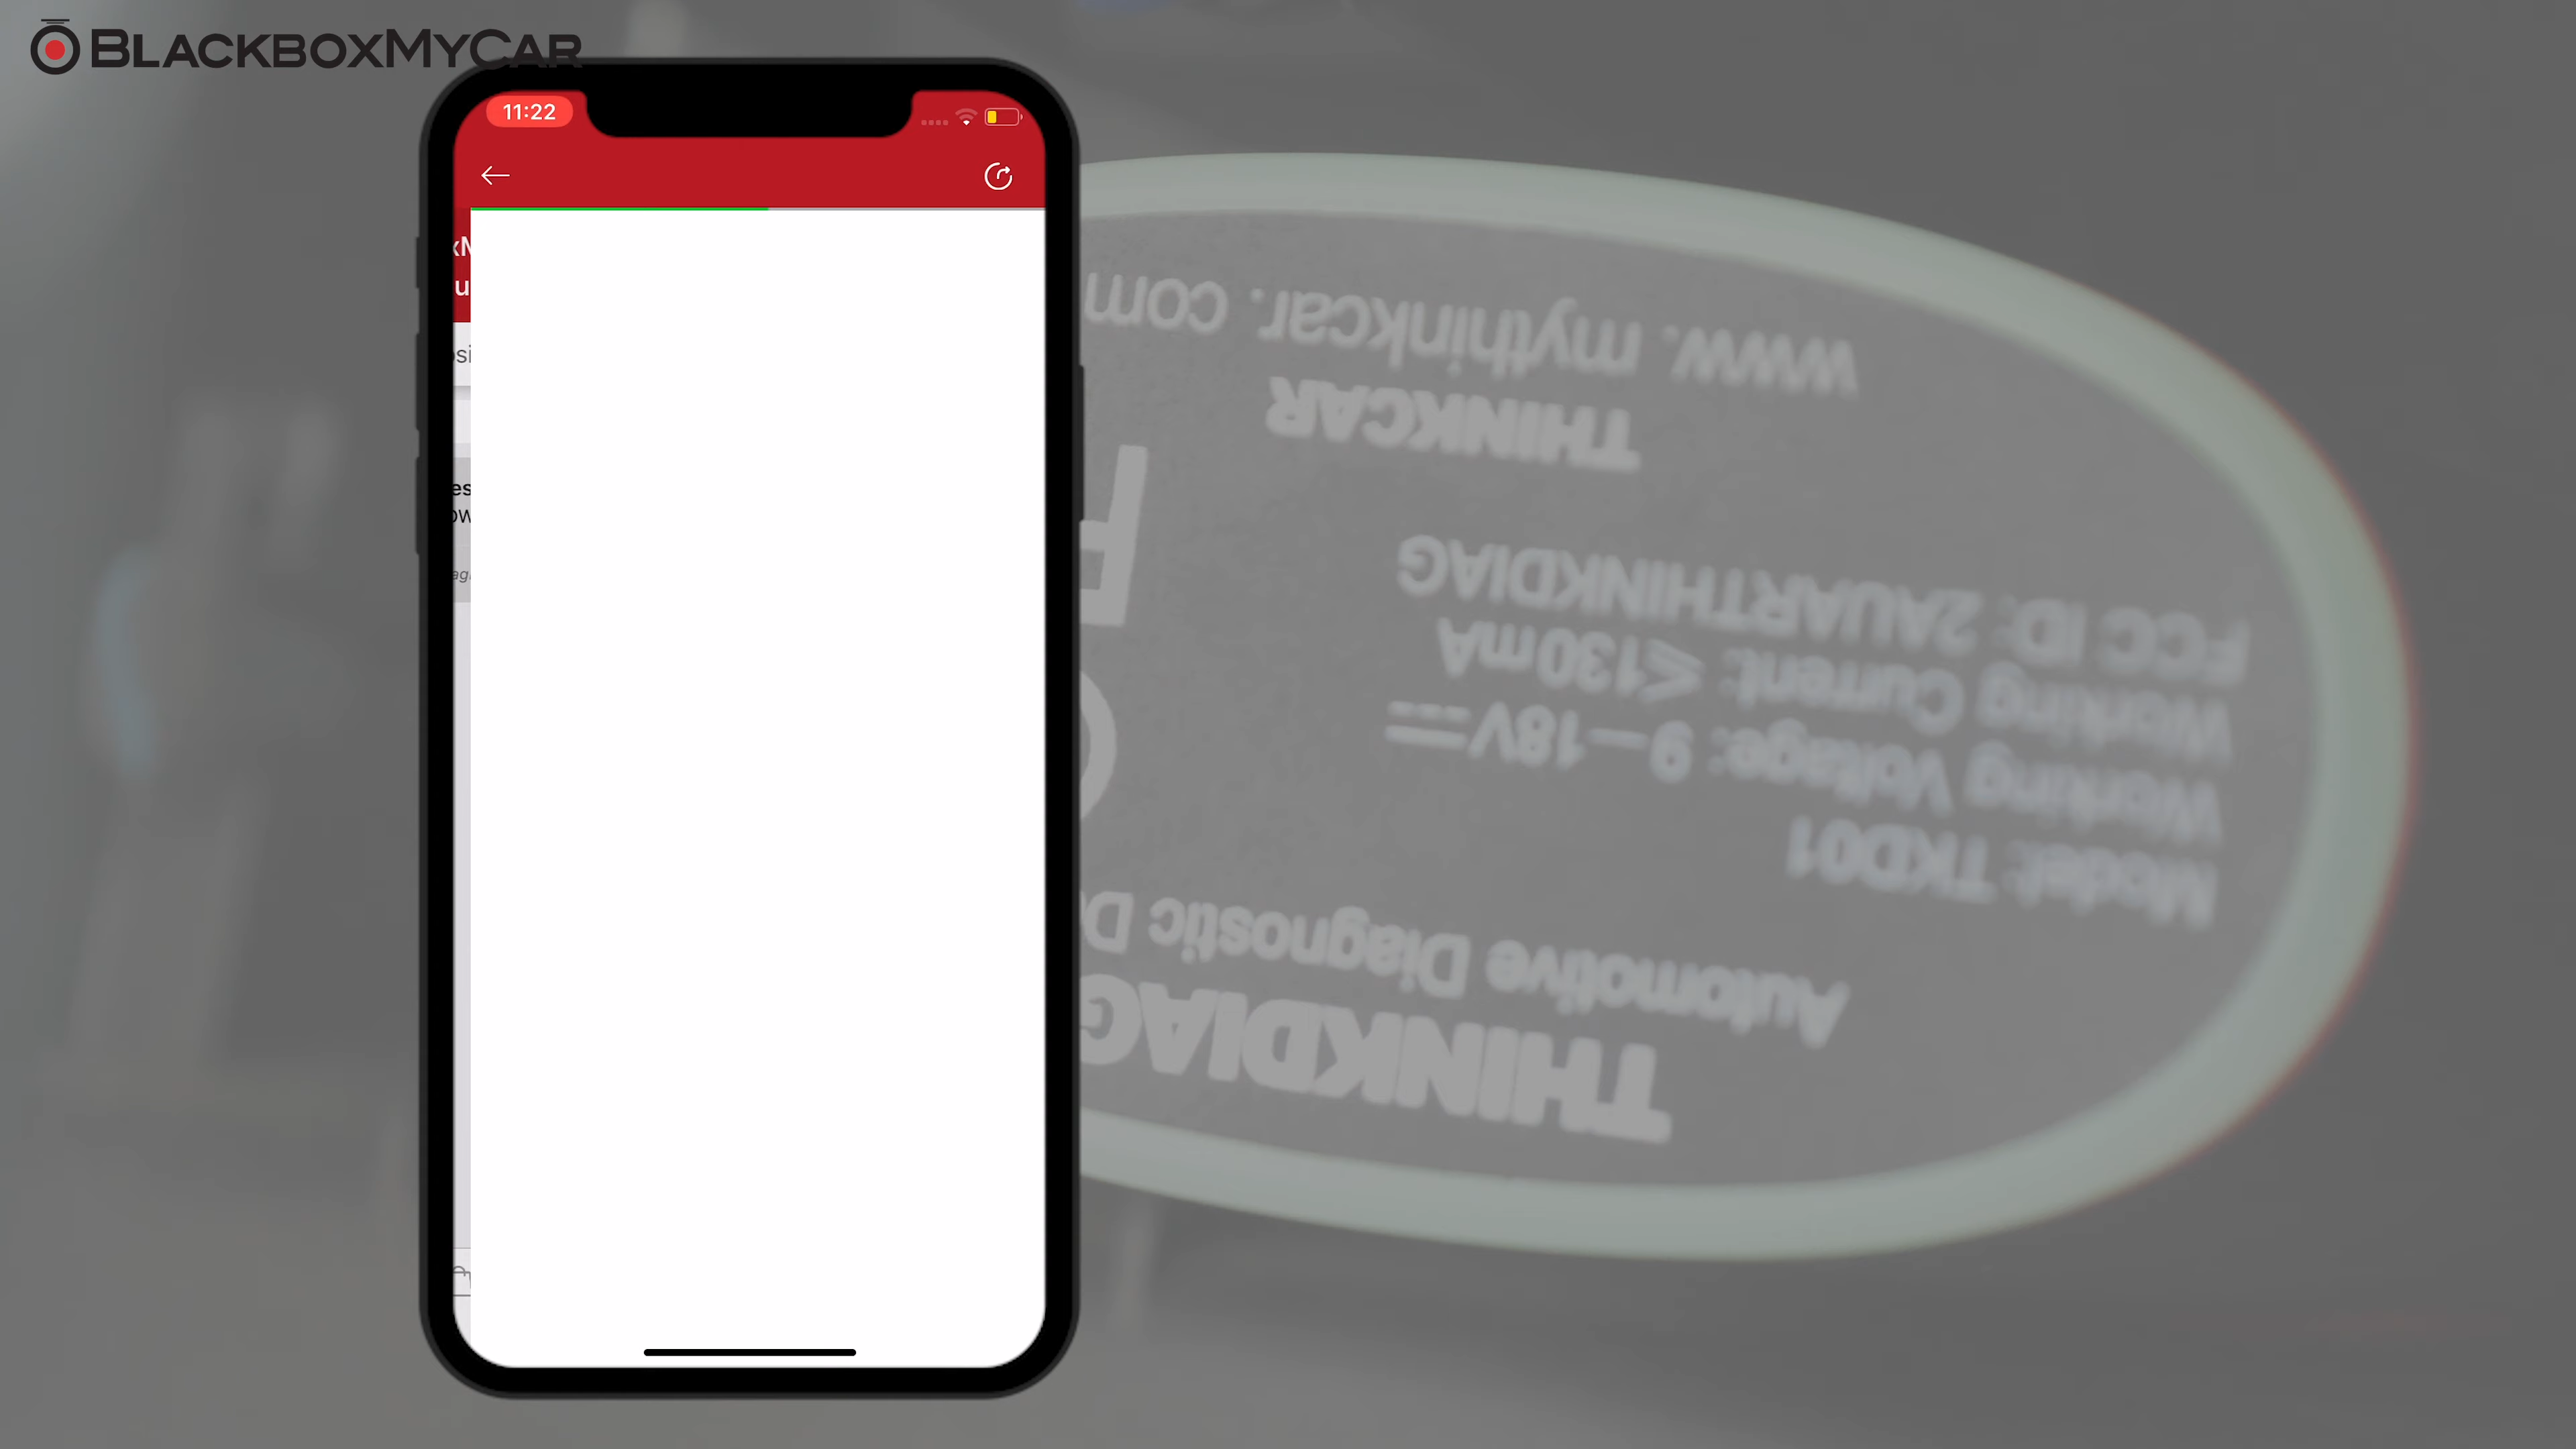 BLACKBOXMYCAR
11:22
THINKDIAG
Automotive Diagnostic D
Model: TKD01
Working Voltage: 9—18V
Working Current: ≤130mA
FCC ID: 2AUARTHINKDIAG
THINKCAR
www. mythinkcar. com